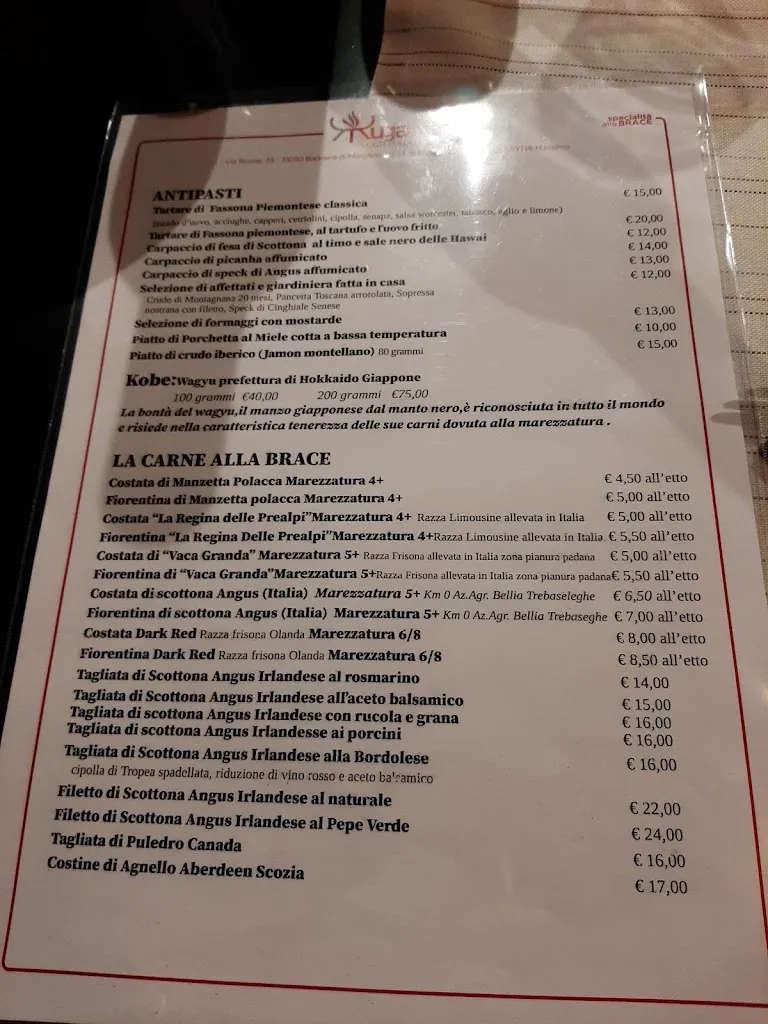 Ruga
specialità
alla BRACE
Via Roma
ANTIPASTI
Tartare di Fassona Piemontese classica € 15,00
(tuorlo d'uovo, acciughe, capperi, cetriolini, cipolla, senape, salsa worcester, tabasco, aglio e limone)
Tartare di Fassona piemontese, al tartufo e l'uovo fritto € 20,00
Carpaccio di fesa di Scottona al timo e sale nero delle Hawai € 12,00
Carpaccio di picanha affumicato € 14,00
Carpaccio di speck di Angus affumicato € 13,00
Selezione di affettati e giardiniera fatta in casa € 12,00
Crudo di Montagnana 20 mesi, Pancetta Toscana arrotolata, Sopressa
nostrana con filetto, Speck di Cinghiale Senese
Selezione di formaggi con mostarde € 13,00
Piatto di Porchetta al Miele cotta a bassa temperatura € 10,00
Piatto di crudo iberico (Jamon montellano) 80 grammi € 15,00
Kobe:Wagyu prefettura di Hokkaido Giappone
100 grammi €40,00 200 grammi €75,00
La bontà del wagyu,il manzo giapponese dal manto nero,è riconosciuta in tutto il mondo
e risiede nella caratteristica tenerezza delle sue carni dovuta alla marezzatura .
LA CARNE ALLA BRACE
Costata di Manzetta Polacca Marezzatura 4+ € 4,50 all'etto
Fiorentina di Manzetta polacca Marezzatura 4+ € 5,00 all'etto
Costata "La Regina delle Prealpi"Marezzatura 4+ Razza Limousine allevata in Italia € 5,00 all'etto
Fiorentina "La Regina Delle Prealpi"Marezzatura 4+Razza Limousine allevata in Italia € 5,50 all'etto
Costata di "Vaca Granda" Marezzatura 5+ Razza Frisona allevata in Italia zona pianura padana € 5,00 all'etto
Fiorentina di "Vaca Granda"Marezzatura 5+Razza Frisona allevata in Italia zona pianura padana€ 5,50 all'etto
Costata di scottona Angus (Italia) Marezzatura 5+ Km 0 Az.Agr. Bellia Trebaseleghe € 6,50 all'etto
Fiorentina di scottona Angus (Italia) Marezzatura 5+ Km 0 Az.Agr. Bellia Trebaseghe € 7,00 all'etto
Costata Dark Red Razza frisona Olanda Marezzatura 6/8 € 8,00 all'etto
Fiorentina Dark Red Razza frisona Olanda Marezzatura 6/8 € 8,50 all'etto
Tagliata di Scottona Angus Irlandese al rosmarino € 14,00
Tagliata di Scottona Angus Irlandese all'aceto balsamico € 15,00
Tagliata di scottona Angus Irlandese con rucola e grana € 16,00
Tagliata di Scottona Angus Irlandesse ai porcini € 16,00
Tagliata di Scottona Angus Irlandese alla Bordolese € 16,00
cipolla di Tropea spadellata, riduzione di vino rosso e aceto balsamico
Filetto di Scottona Angus Irlandese al naturale € 22,00
Filetto di Scottona Angus Irlandese al Pepe Verde € 24,00
Tagliata di Puledro Canada € 16,00
Costine di Agnello Aberdeen Scozia € 17,00